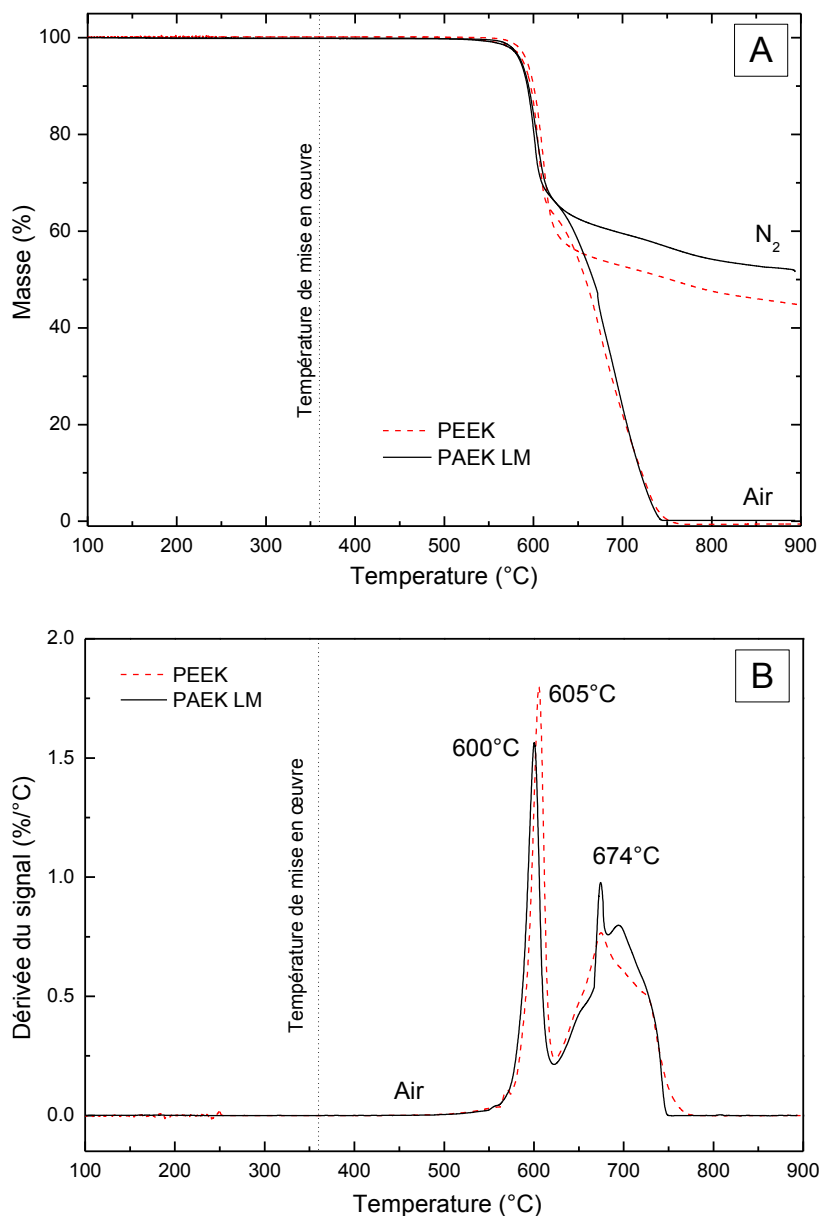 A
100
80
60
40
20
0
Masse (%)
Température de mise en œuvre
N2
PEEK
PAEK LM
Air
100 200 300 400 500 600 700 800 900
Temperature (°C)
B
2.0
1.5
1.0
0.5
0.0
Dérivée du signal (%/°C)
PEEK
PAEK LM
Température de mise en œuvre
605°C
600°C
674°C
Air
100 200 300 400 500 600 700 800 900
Temperature (°C)